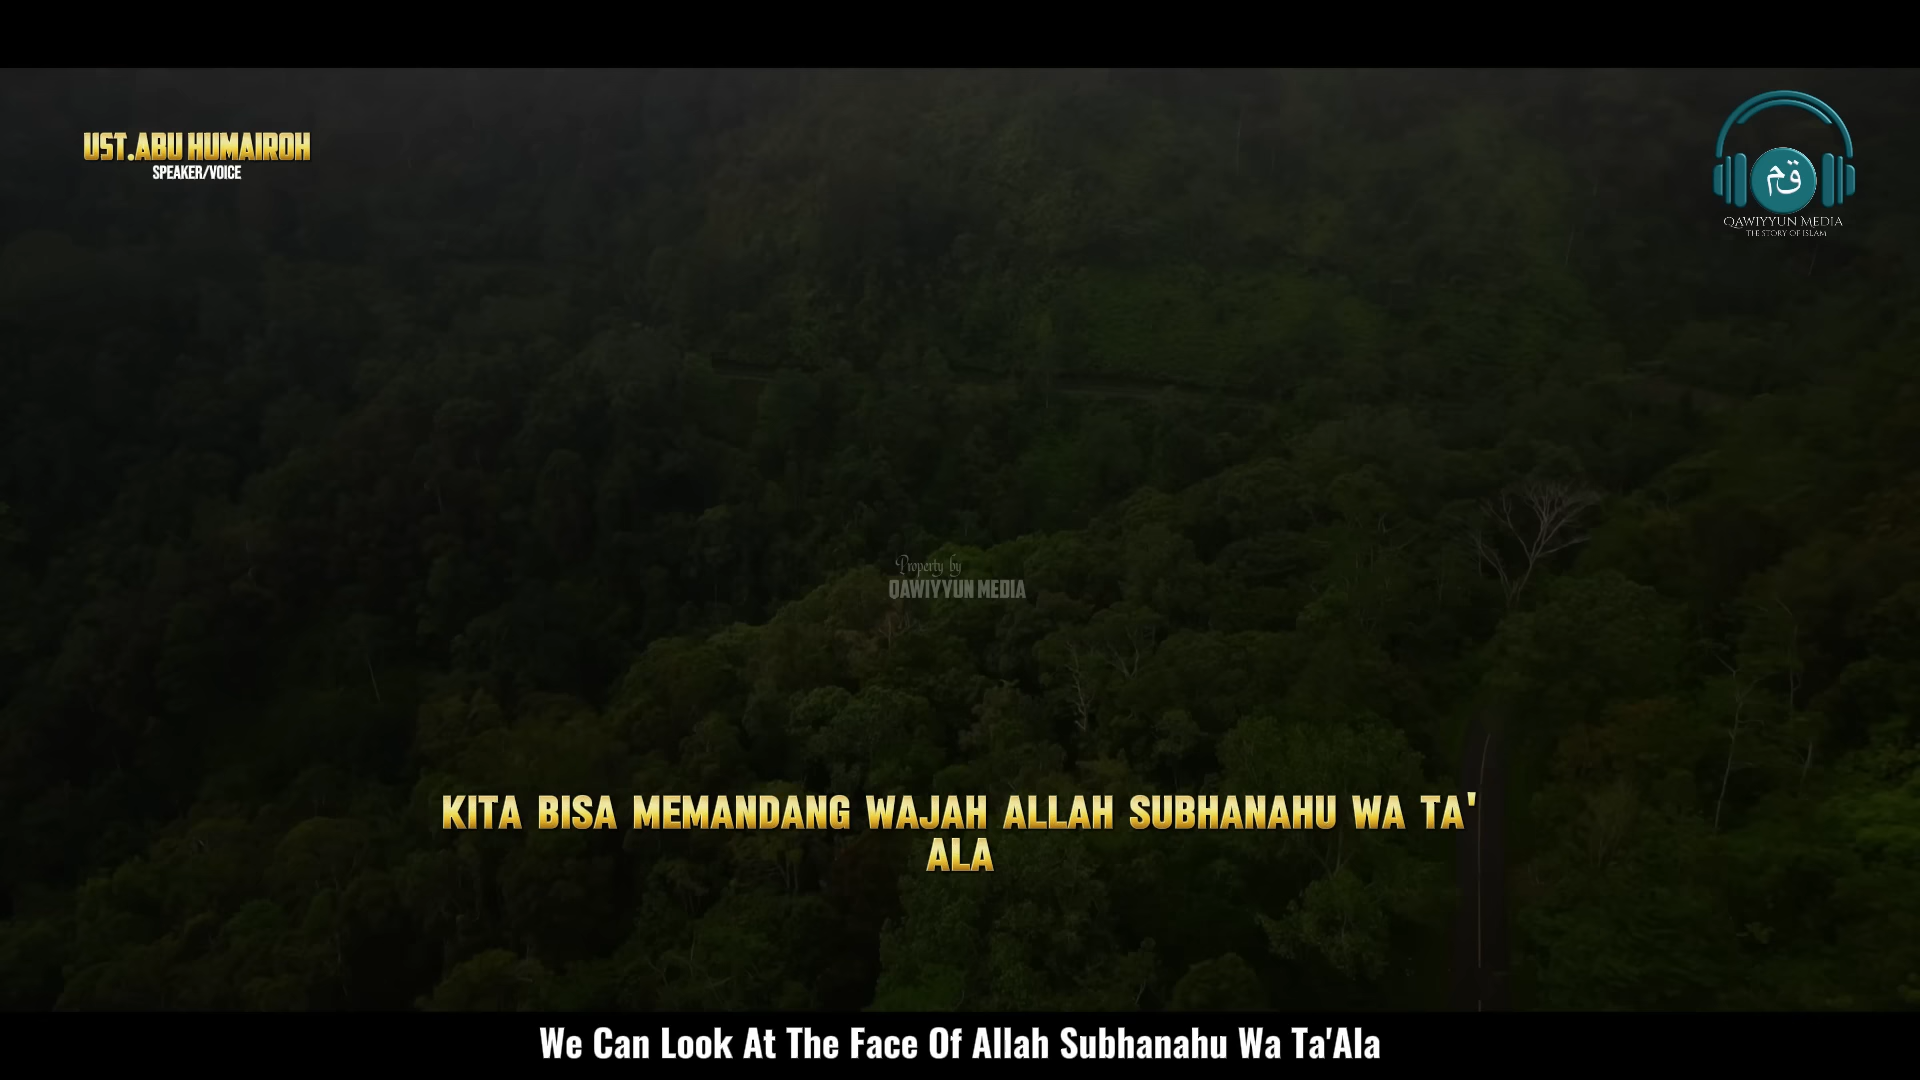 UST.ABU HUMAIROH
SPEAKER/VOICE
قم
QAWIYYUN MEDIA
THE STORY OF ISLAM
Property by
QAWIYYUN MEDIA
KITA BISA MEMANDANG WAJAH ALLAH SUBHANAHU WA TA'
ALA
We Can Look At The Face Of Allah Subhanahu Wa Ta'Ala